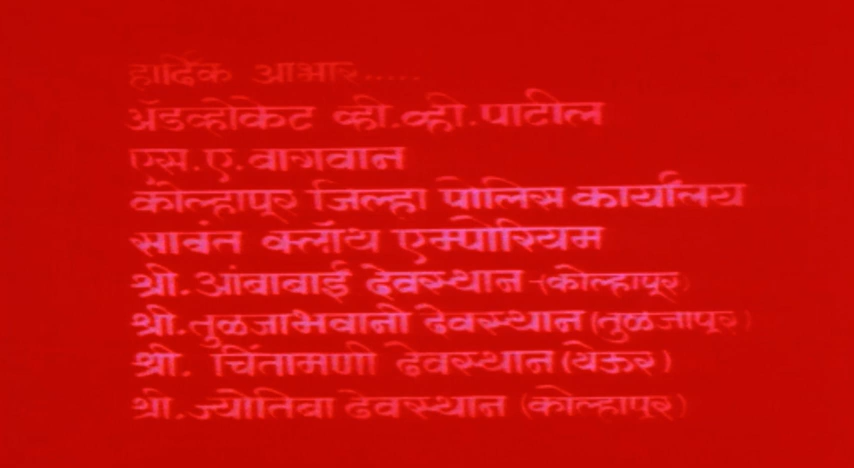 हार्दिक आभार.....
ॲडव्होकेट व्ही.व्ही.पाटील
एस.ए.वागवान
कोल्हापूर जिल्हा पोलिस कार्यालय
सावंत क्लॉथ एम्पोरियम
श्री.आंबाबाई देवस्थान -(कोल्हापूर)
श्री.तुळजाभवानी देवस्थान (तुळजापूर)
श्री. चिंतामणी देवस्थान (थेऊर)
श्री.ज्योतिबा देवस्थान (कोल्हापूर)